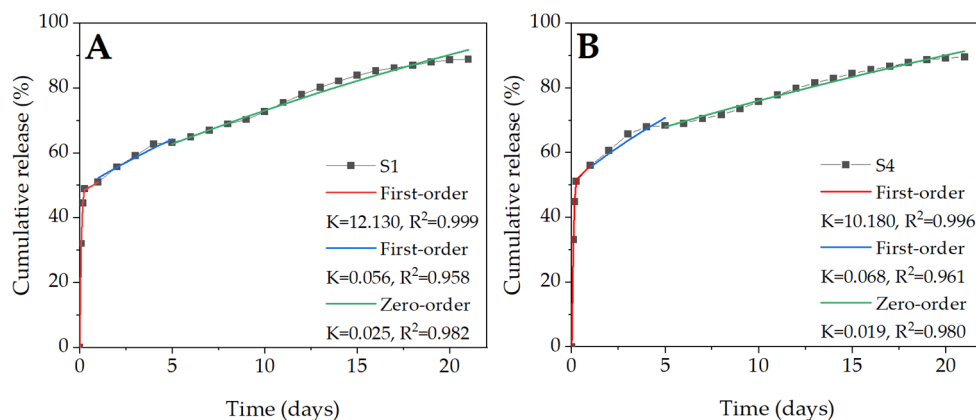 A
Cumulative release (%)
100
80
60
40
20
0
S1
First-order
K=12.130, R²=0.999
First-order
K=0.056, R²=0.958
Zero-order
K=0.025, R²=0.982
0 5 10 15 20
Time (days)
B
Cumulative release (%)
100
80
60
40
20
0
S4
First-order
K=10.180, R²=0.996
First-order
K=0.068, R²=0.961
Zero-order
K=0.019, R²=0.980
0 5 10 15 20
Time (days)